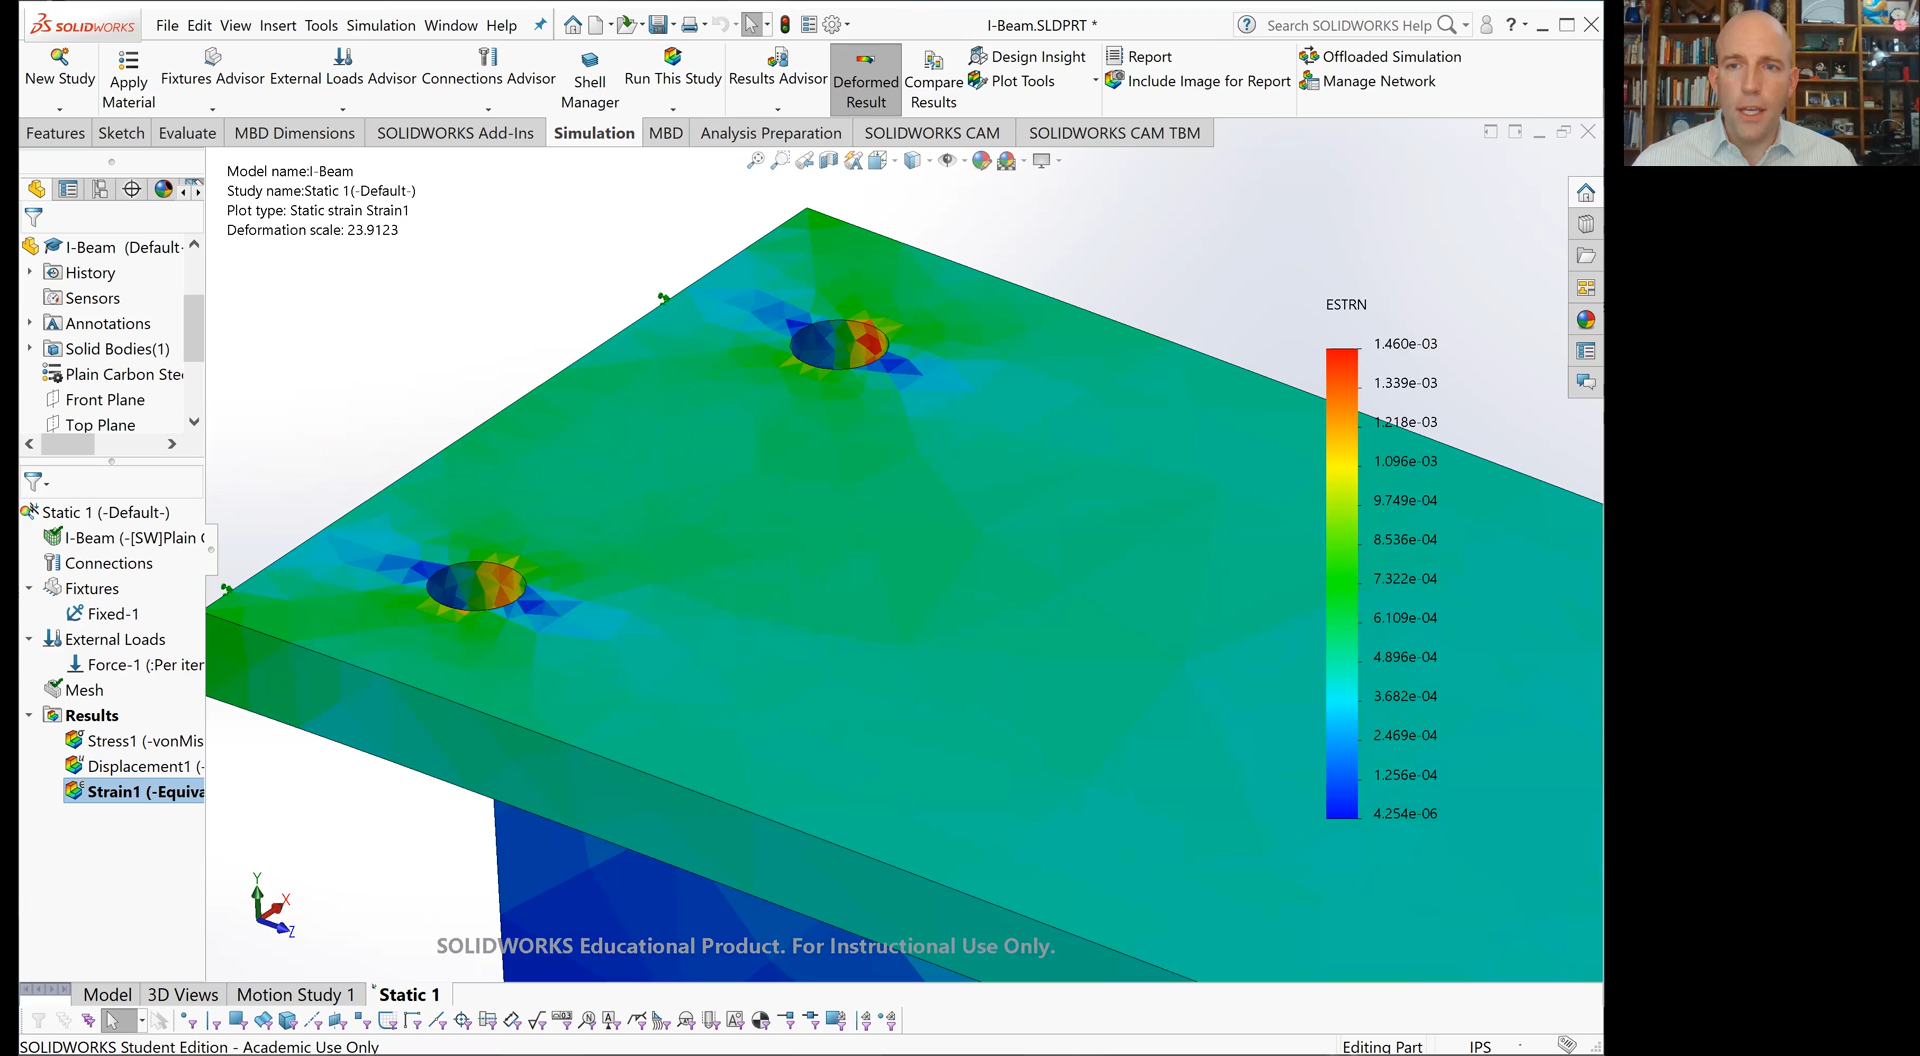 SOLIDWORKS
File Edit View Insert Tools Simulation Window Help
I-Beam.SLDPRT *
Search SOLIDWORKS Help
New Study
Apply Material
Fixtures Advisor
External Loads Advisor
Connections Advisor
Shell Manager
Run This Study
Results Advisor
Deformed Result
Compare Results
Design Insight
Plot Tools
Report
Include Image for Report
Offloaded Simulation
Manage Network
Features Sketch Evaluate MBD Dimensions SOLIDWORKS Add-Ins Simulation MBD Analysis Preparation SOLIDWORKS CAM SOLIDWORKS CAM TBM
Model name:I-Beam
Study name:Static 1(-Default-)
Plot type: Static strain Strain1
Deformation scale: 23.9123
I-Beam (Default-
History
Sensors
Annotations
Solid Bodies(1)
Plain Carbon Stee
Front Plane
Top Plane
Static 1 (-Default-)
I-Beam (-[SW]Plain C
Connections
Fixtures
Fixed-1
External Loads
Force-1 (:Per iter
Mesh
Results
Stress1 (-vonMis
Displacement1 (-
Strain1 (-Equiva
ESTRN
1.460e-03
1.339e-03
1.218e-03
1.096e-03
9.749e-04
8.536e-04
7.322e-04
6.109e-04
4.896e-04
3.682e-04
2.469e-04
1.256e-04
4.254e-06
Y
X
Z
SOLIDWORKS Educational Product. For Instructional Use Only.
Model 3D Views Motion Study 1 Static 1
SOLIDWORKS Student Edition - Academic Use Only
Editing Part
IPS